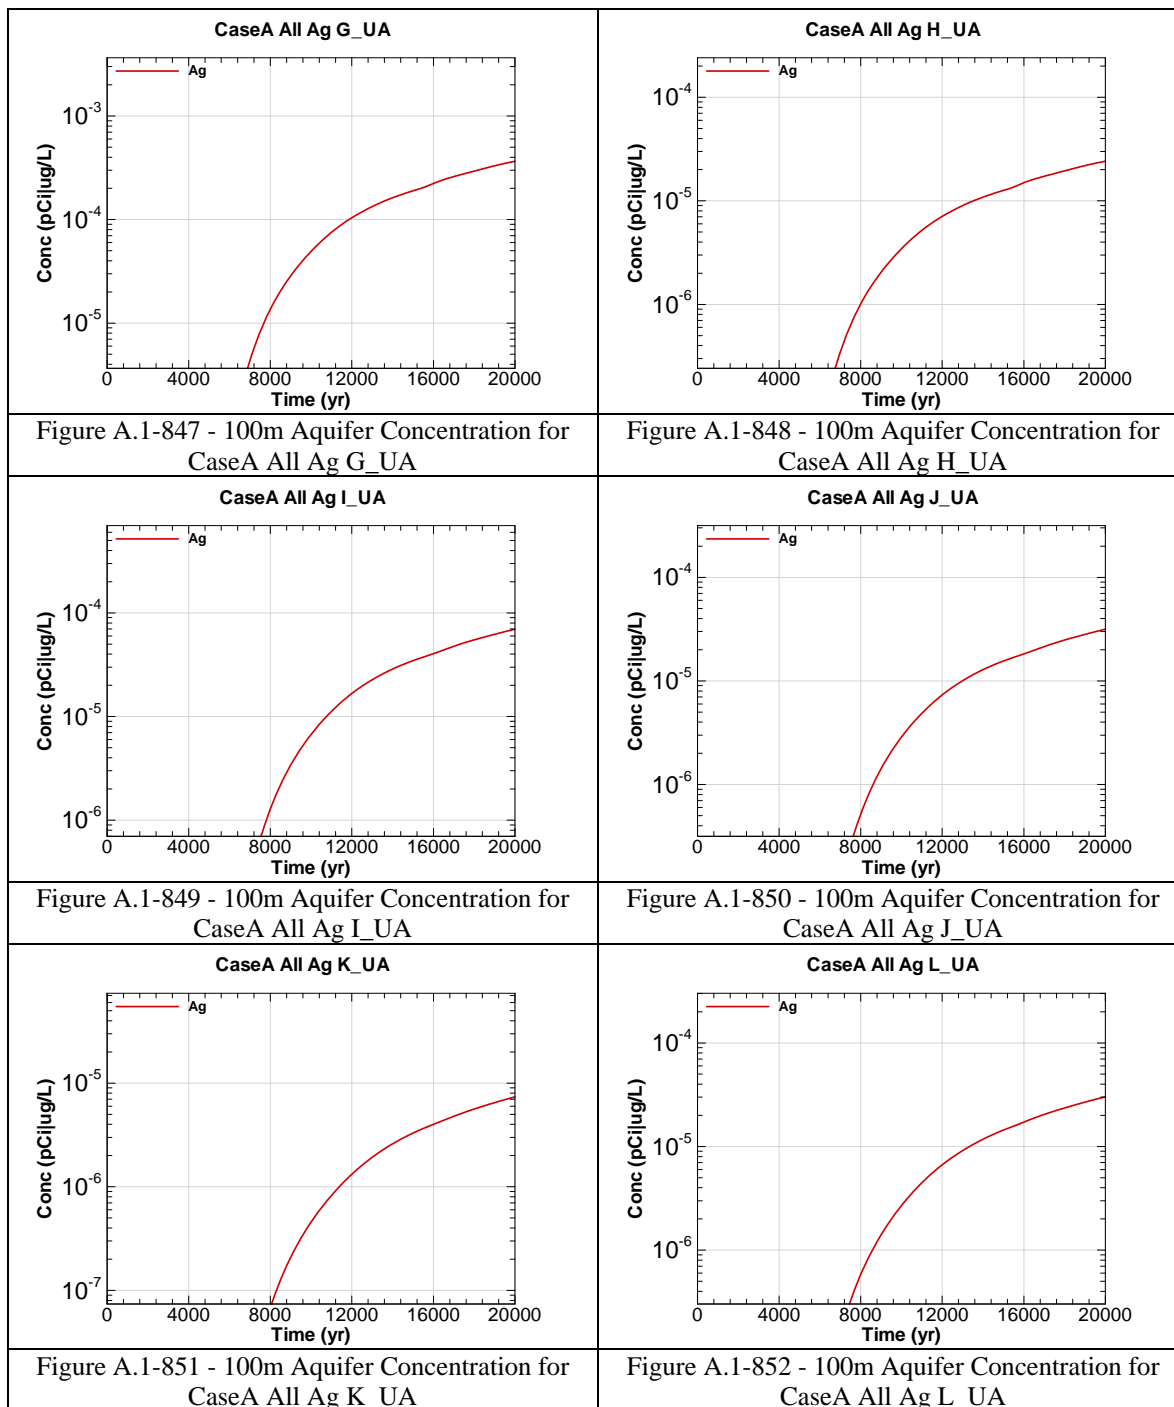 CaseA All Ag G_UA
Ag
Conc (pCi|ug/L)
10-3
10-4
10-5
0 4000 8000 12000 16000 20000
Time (yr)
Figure A.1-847 - 100m Aquifer Concentration for
CaseA All Ag G_UA
CaseA All Ag H_UA
Ag
Conc (pCi|ug/L)
10-4
10-5
10-6
0 4000 8000 12000 16000 20000
Time (yr)
Figure A.1-848 - 100m Aquifer Concentration for
CaseA All Ag H_UA
CaseA All Ag I_UA
Ag
Conc (pCi|ug/L)
10-4
10-5
10-6
0 4000 8000 12000 16000 20000
Time (yr)
Figure A.1-849 - 100m Aquifer Concentration for
CaseA All Ag I_UA
CaseA All Ag J_UA
Ag
Conc (pCi|ug/L)
10-4
10-5
10-6
0 4000 8000 12000 16000 20000
Time (yr)
Figure A.1-850 - 100m Aquifer Concentration for
CaseA All Ag J_UA
CaseA All Ag K_UA
Ag
Conc (pCi|ug/L)
10-5
10-6
10-7
0 4000 8000 12000 16000 20000
Time (yr)
Figure A.1-851 - 100m Aquifer Concentration for
CaseA All Ag K_UA
CaseA All Ag L_UA
Ag
Conc (pCi|ug/L)
10-4
10-5
10-6
0 4000 8000 12000 16000 20000
Time (yr)
Figure A.1-852 - 100m Aquifer Concentration for
CaseA All Ag L_UA